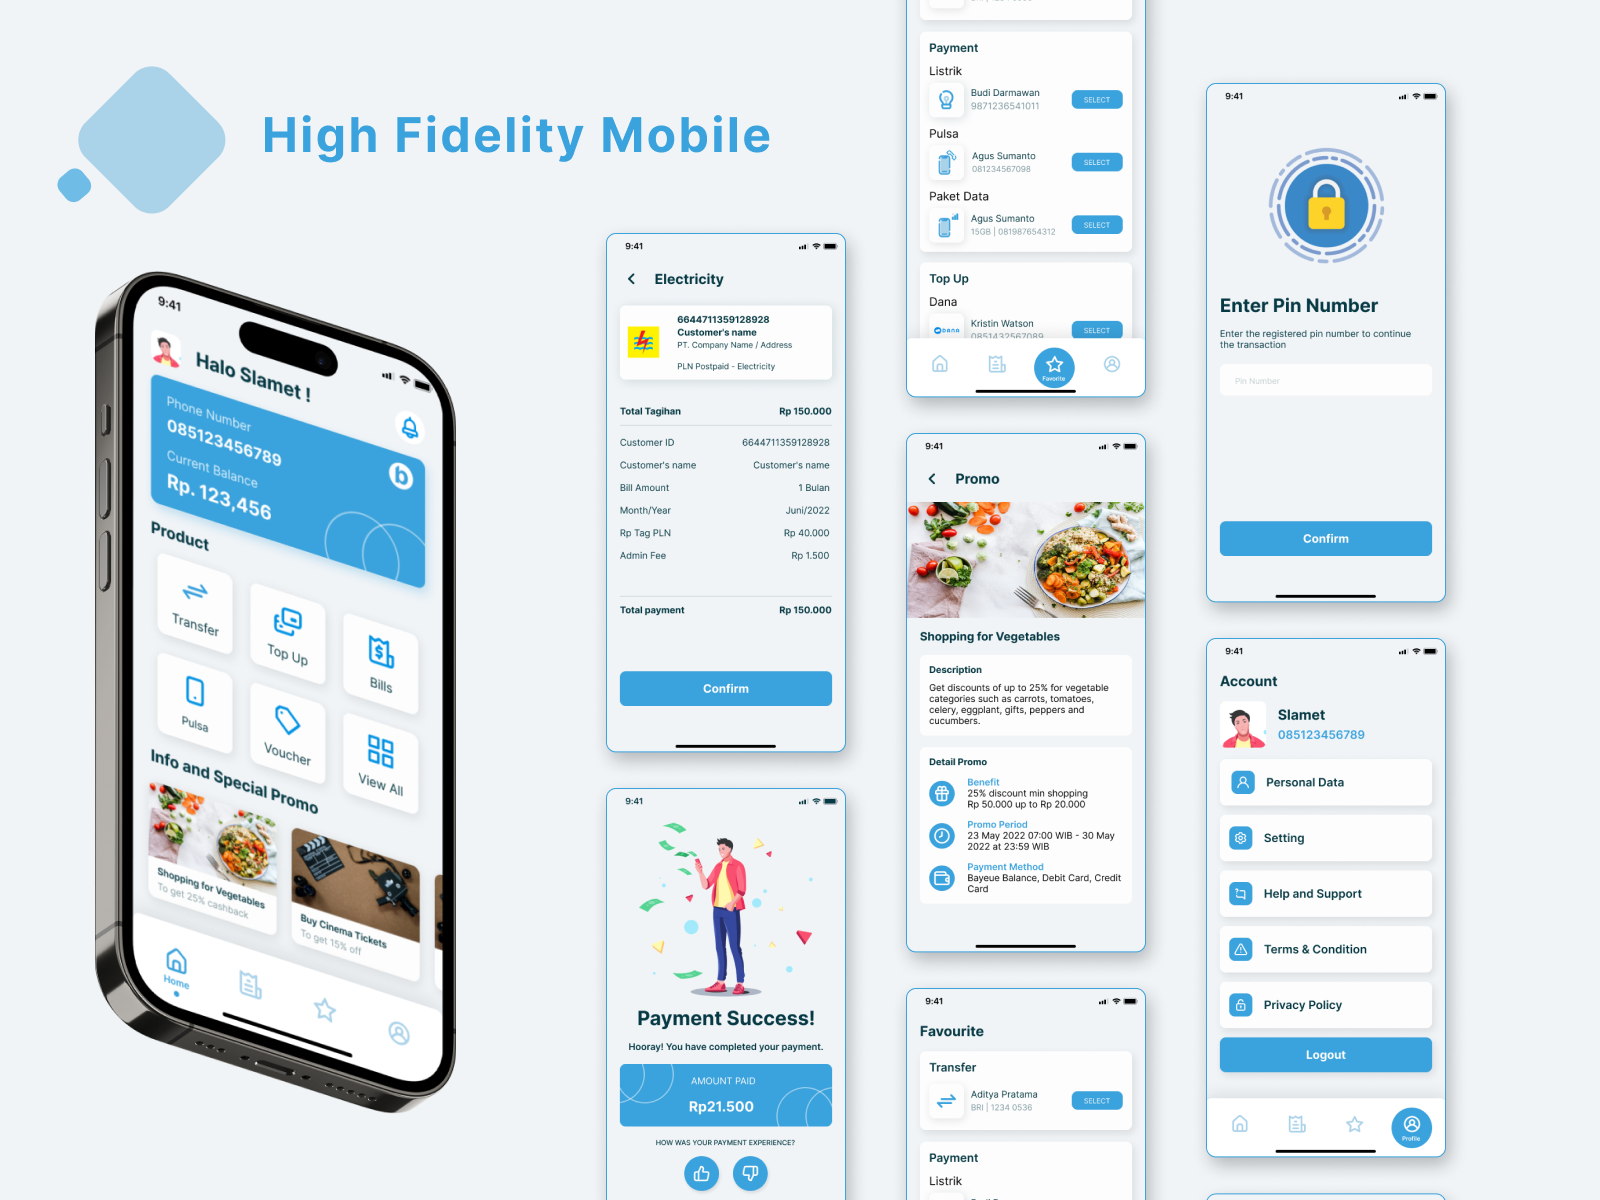 High Fidelity Mobile
9:41
Halo Slamet !
Phone Number
085123456789
Current Balance
Rp. 123,456
b
Product
Transfer
Top Up
Bills
Pulsa
Voucher
View All
Info and Special Promo
Shopping for Vegetables
To get 25% cashback
Buy Cinema Tickets
To get 15% off
Home
9:41
Electricity
6644711359128928
Customer's name
PT. Company Name / Address
PLN Postpaid - Electricity
Total Tagihan Rp 150.000
Customer ID 6644711359128928
Customer's name Customer's name
Bill Amount 1 Bulan
Month/Year Juni/2022
Rp Tag PLN Rp 40.000
Admin Fee Rp 1.500
Total payment Rp 150.000
Confirm
9:41
Payment Success!
Hooray! You have completed your payment.
AMOUNT PAID
Rp21.500
HOW WAS YOUR PAYMENT EXPERIENCE?
Payment
Listrik
Budi Darmawan
9871236541011
SELECT
Pulsa
Agus Sumanto
081234567098
SELECT
Paket Data
Agus Sumanto
15GB | 081987654312
SELECT
Top Up
Dana
DANA
Kristin Watson
0851432567089
SELECT
Favorite
9:41
Promo
Shopping for Vegetables
Description
Get discounts of up to 25% for vegetable
categories such as carrots, tomatoes,
celery, eggplant, gifts, peppers and
cucumbers.
Detail Promo
Benefit
25% discount min shopping
Rp 50.000 up to Rp 20.000
Promo Period
23 May 2022 07:00 WIB - 30 May
2022 at 23:59 WIB
Payment Method
Bayeue Balance, Debit Card, Credit
Card
9:41
Favourite
Transfer
Aditya Pratama
BRI | 1234 0536
SELECT
Payment
Listrik
9:41
Enter Pin Number
Enter the registered pin number to continue
the transaction
Pin Number
Confirm
9:41
Account
Slamet
085123456789
Personal Data
Setting
Help and Support
Terms & Condition
Privacy Policy
Logout
Profile